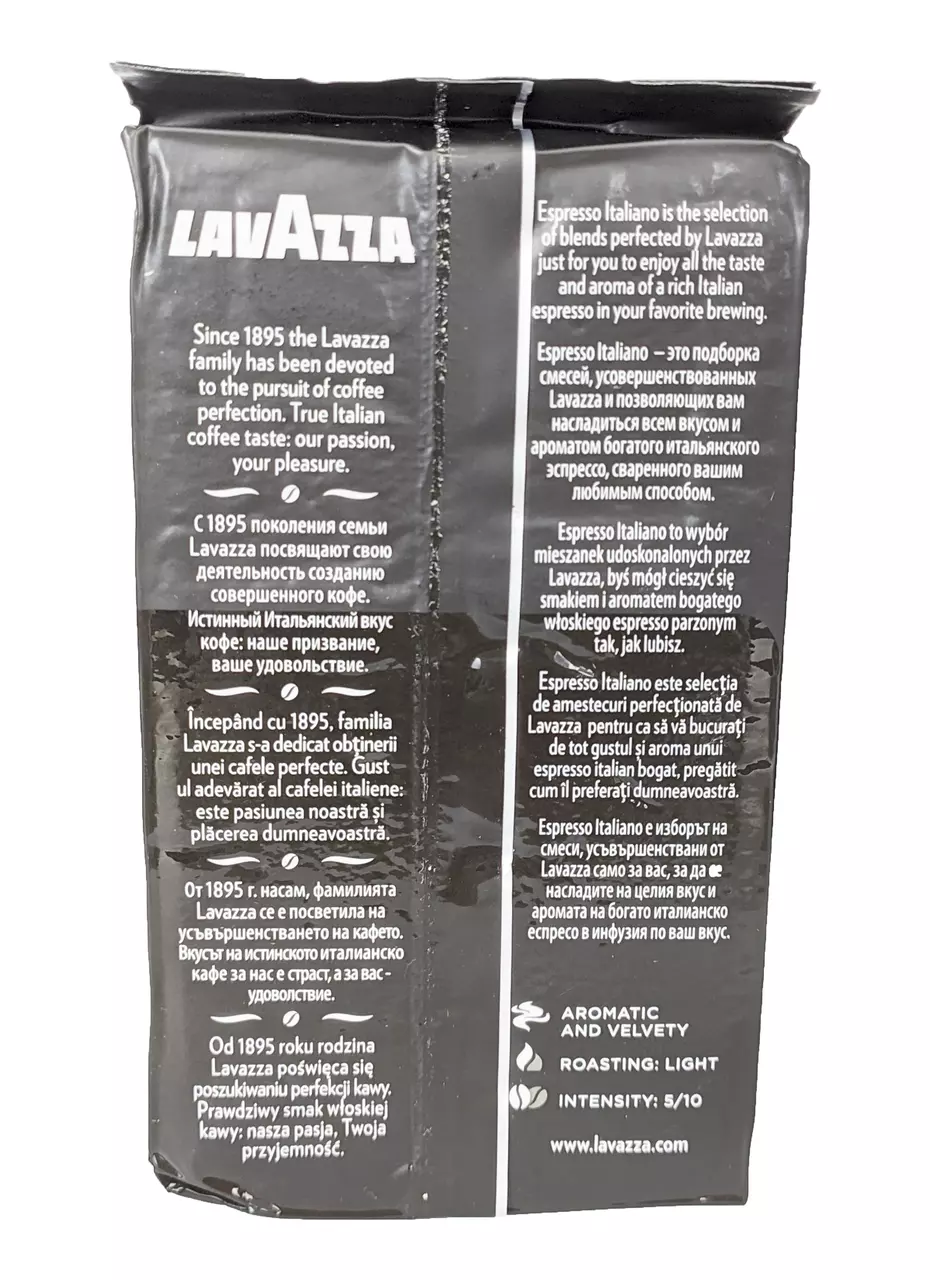 LAVAZZA
Since 1895 the Lavazza
family has been devoted
to the pursuit of coffee
perfection. True Italian
coffee taste: our passion,
your pleasure.
С 1895 поколения семьи
Lavazza посвящают свою
деятельность созданию
совершенного кофе.
Истинный Итальянский вкус
кофе: наше призвание,
ваше удовольствие.
Începând cu 1895, familia
Lavazza s-a dedicat obţinerii
unei cafele perfecte. Gust
ul adevărat al cafelei italiene:
este pasiunea noastră şi
plăcerea dumneavoastră.
От 1895 г. насам, фамилията
Lavazza се е посветила на
усъвършенстването на кафето.
Вкусът на истинското италианско
кафе за нас е страст, а за вас -
удоволствие.
Od 1895 roku rodzina
Lavazza poświęca się
poszukiwaniu perfekcji kawy.
Prawdziwy smak włoskiej
kawy: nasza pasja, Twoja
przyjemność.
Espresso Italiano is the selection
of blends perfected by Lavazza
just for you to enjoy all the taste
and aroma of a rich Italian
espresso in your favorite brewing.
Espresso Italiano – это подборка
смесей, усовершенствованных
Lavazza и позволяющих вам
насладиться всем вкусом и
ароматом богатого итальянского
эспрессо, сваренного вашим
любимым способом.
Espresso Italiano to wybór
mieszanek udoskonalonych przez
Lavazza, byś mógł cieszyć się
smakiem i aromatem bogatego
włoskiego espresso parzonym
tak, jak lubisz.
Espresso Italiano este selecţia
de amestecuri perfecţionată de
Lavazza pentru ca să vă bucuraţi
de tot gustul şi aroma unui
espresso italian bogat, pregătit
cum îl preferaţi dumneavoastră.
Espresso Italiano е изборът на
смеси, усъвършенствани от
Lavazza само за вас, за да се
насладите на целия вкус и
аромата на богато италианско
еспресо в инфузия по ваш вкус.
AROMATIC
AND VELVETY
ROASTING: LIGHT
INTENSITY: 5/10
www.lavazza.com